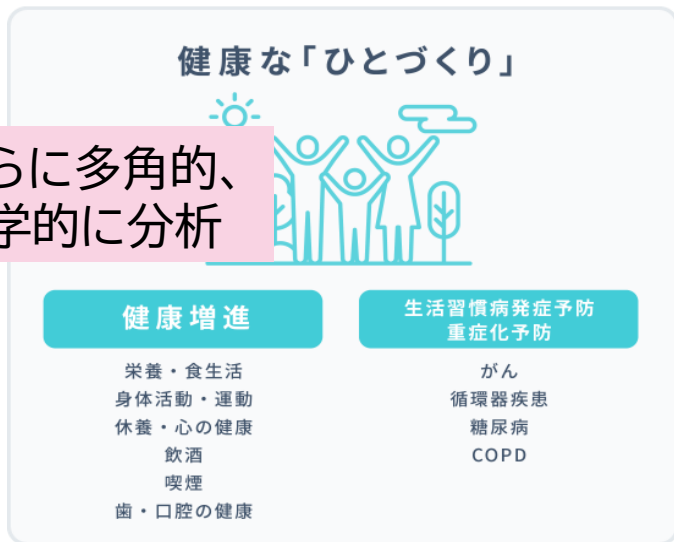 健康な「ひとづくり」
らに多角的、
学的に分析
健康増進
栄養・食生活
身体活動・運動
休養・心の健康
飲酒
喫煙
歯・口腔の健康
生活習慣病発症予防
重症化予防
がん
循環器疾患
糖尿病
COPD